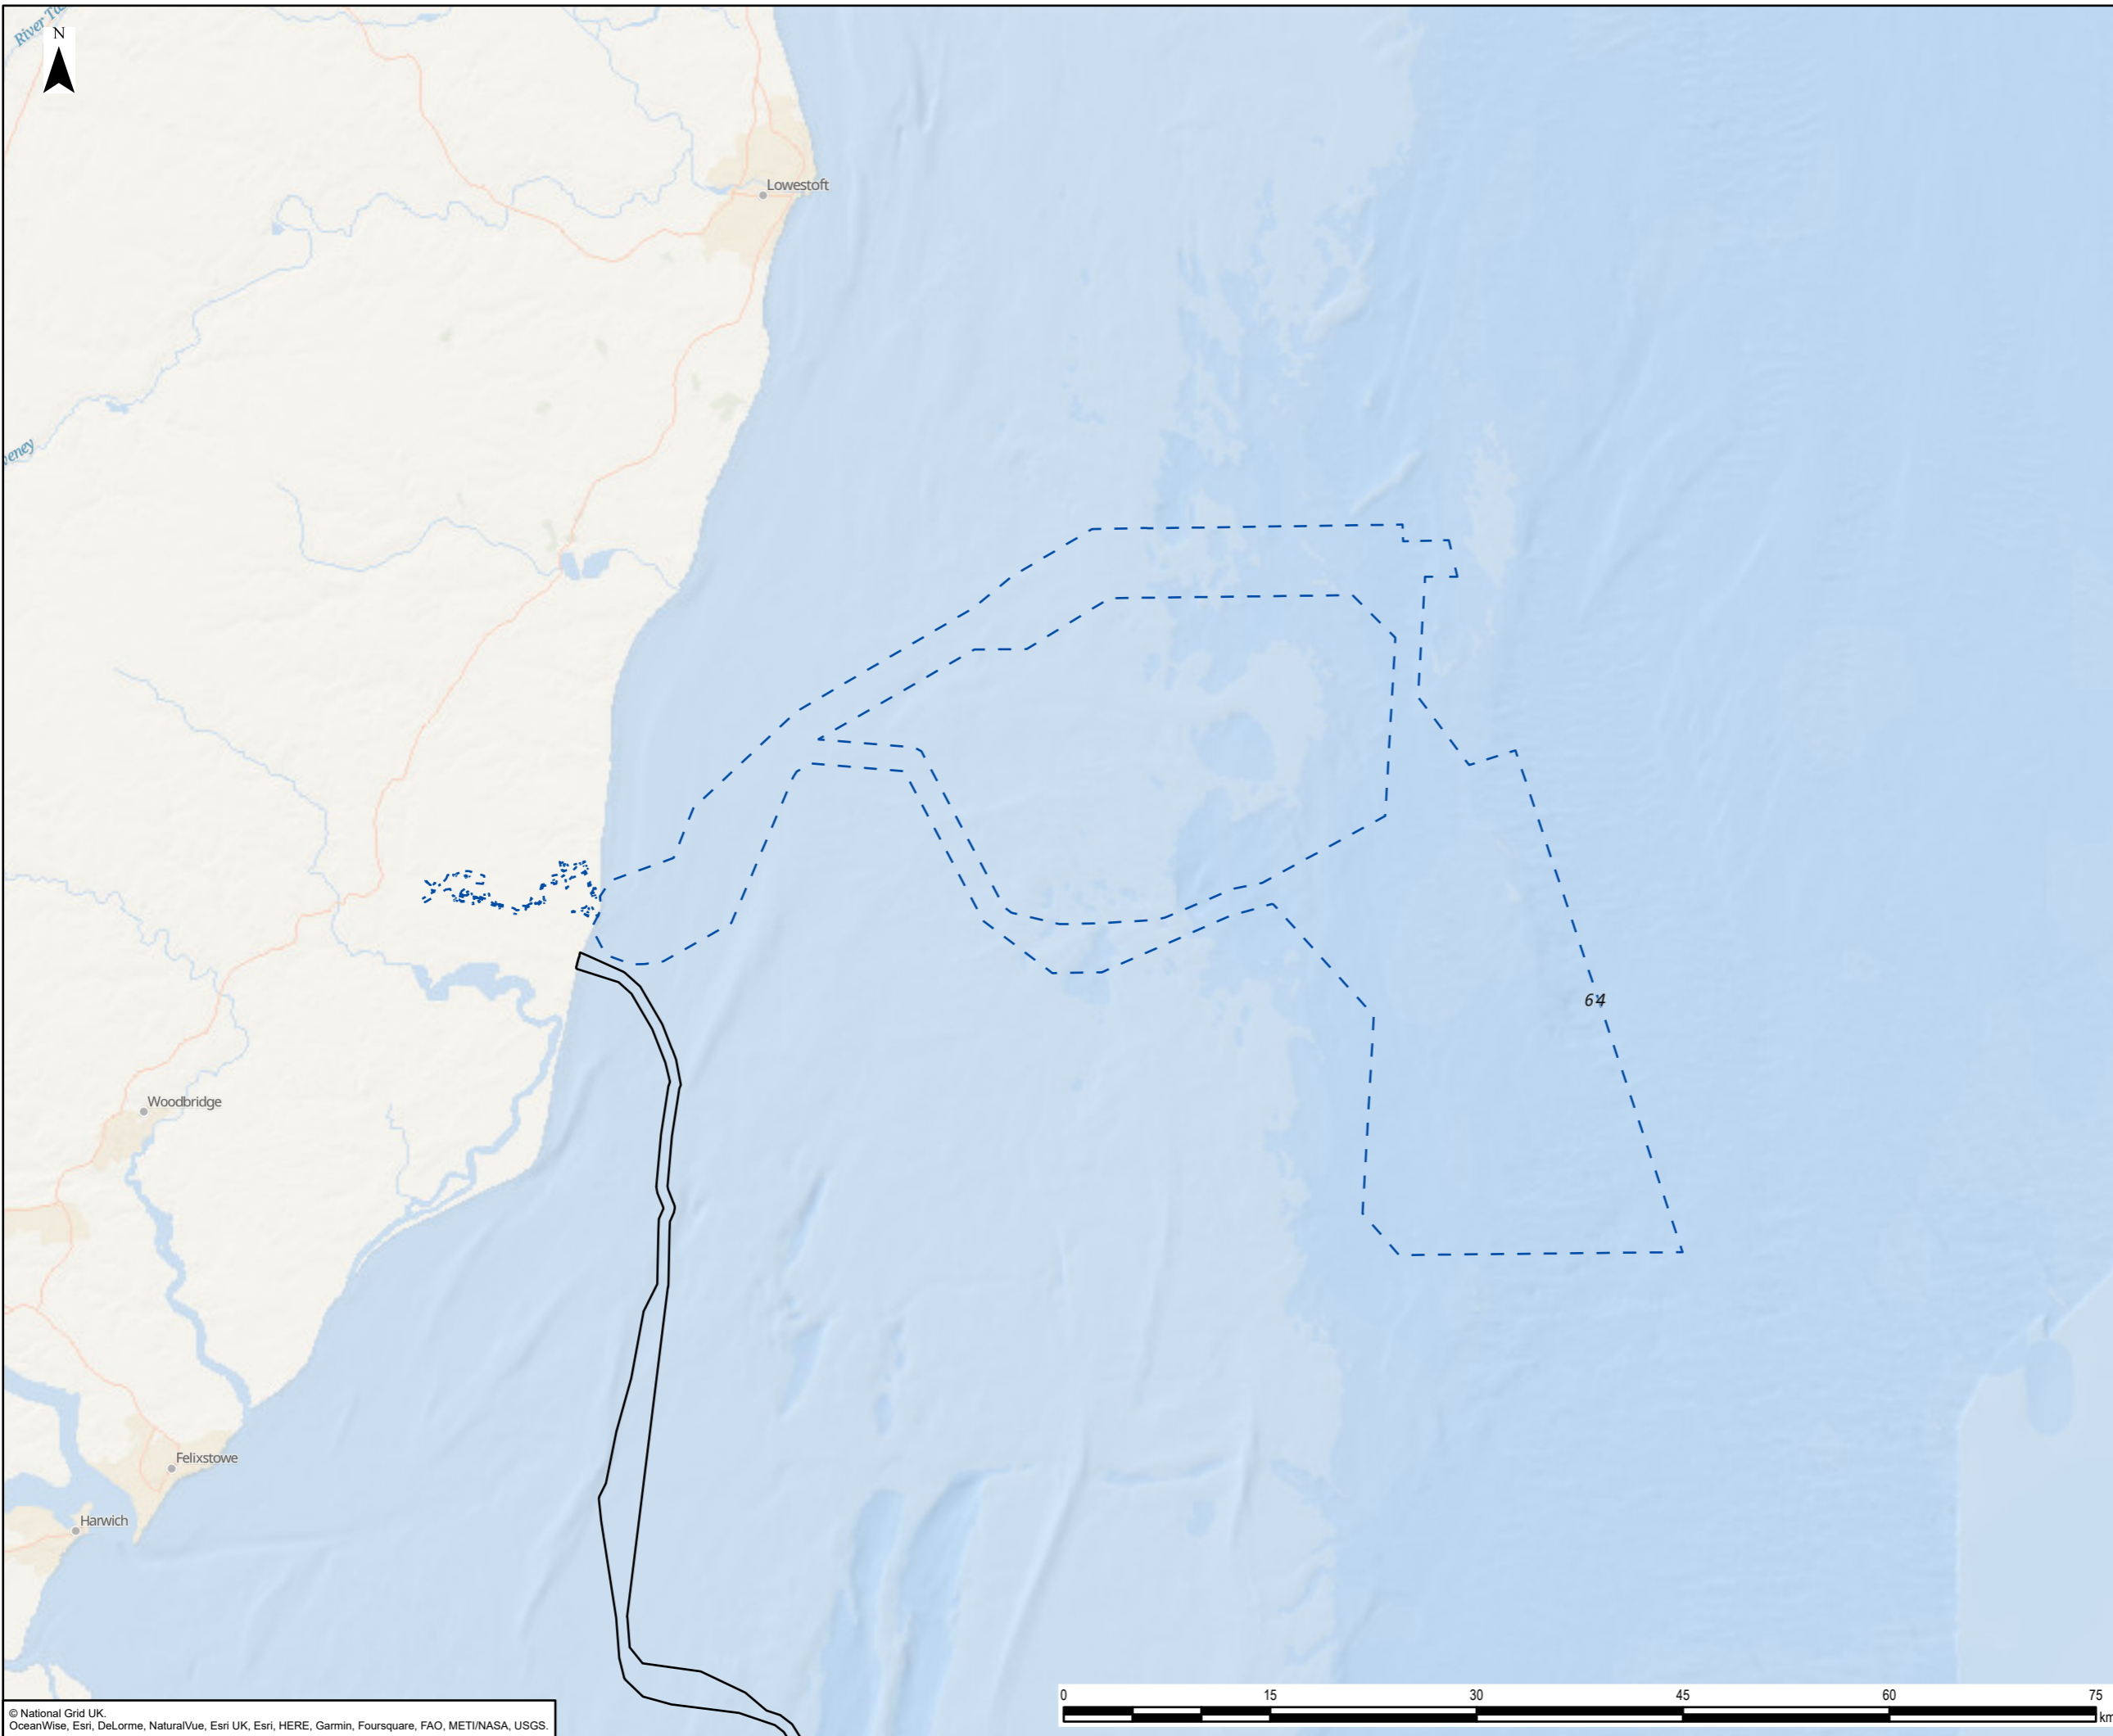 River
N
Lowestoft
veney
64
Woodbridge
Felixstowe
Harwich
0 15 30 45 60 75
km
© National Grid UK.
OceanWise, Esri, DeLorme, NaturalVue, Esri UK, Esri, HERE, Garmin, Foursquare, FAO, METI/NASA, USGS.